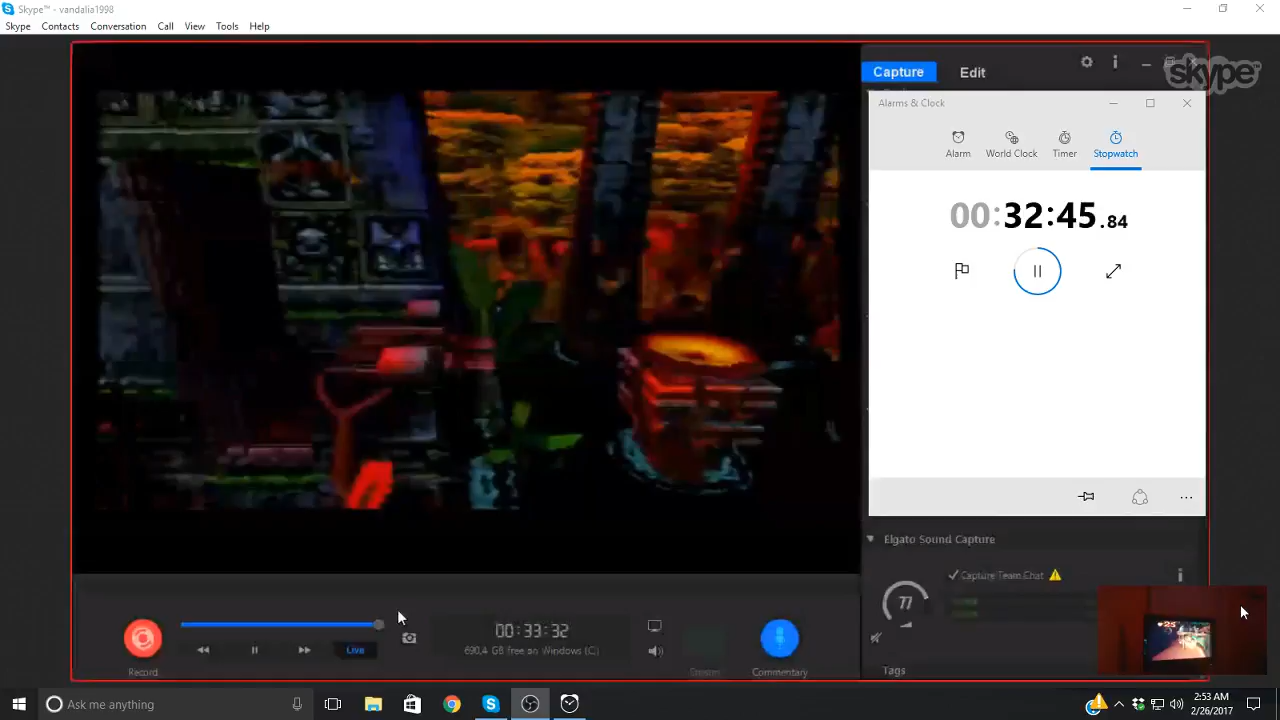 Skype™ - vandalia1998
Skype Contacts Conversation Call View Tools Help
skype™
Capture Edit
Alarms & Clock
Alarm World Clock Timer Stopwatch
00:32:45.84
Elgato Sound Capture
Capture Team Chat
77
00:33:32
690,4 GB free on Windows (C:)
Live
Record
Stream
Commentary
Tags
Ask me anything
2:53 AM
2/26/2017